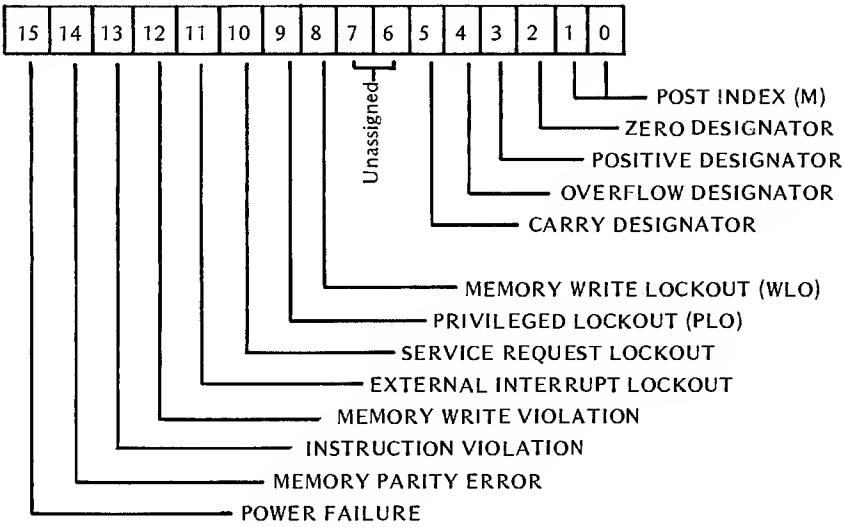 15 14 13 12 11 10 9 8 7 6 5 4 3 2 1 0
Unassigned
POST INDEX (M)
ZERO DESIGNATOR
POSITIVE DESIGNATOR
OVERFLOW DESIGNATOR
CARRY DESIGNATOR
MEMORY WRITE LOCKOUT (WLO)
PRIVILEGED LOCKOUT (PLO)
SERVICE REQUEST LOCKOUT
EXTERNAL INTERRUPT LOCKOUT
MEMORY WRITE VIOLATION
INSTRUCTION VIOLATION
MEMORY PARITY ERROR
POWER FAILURE